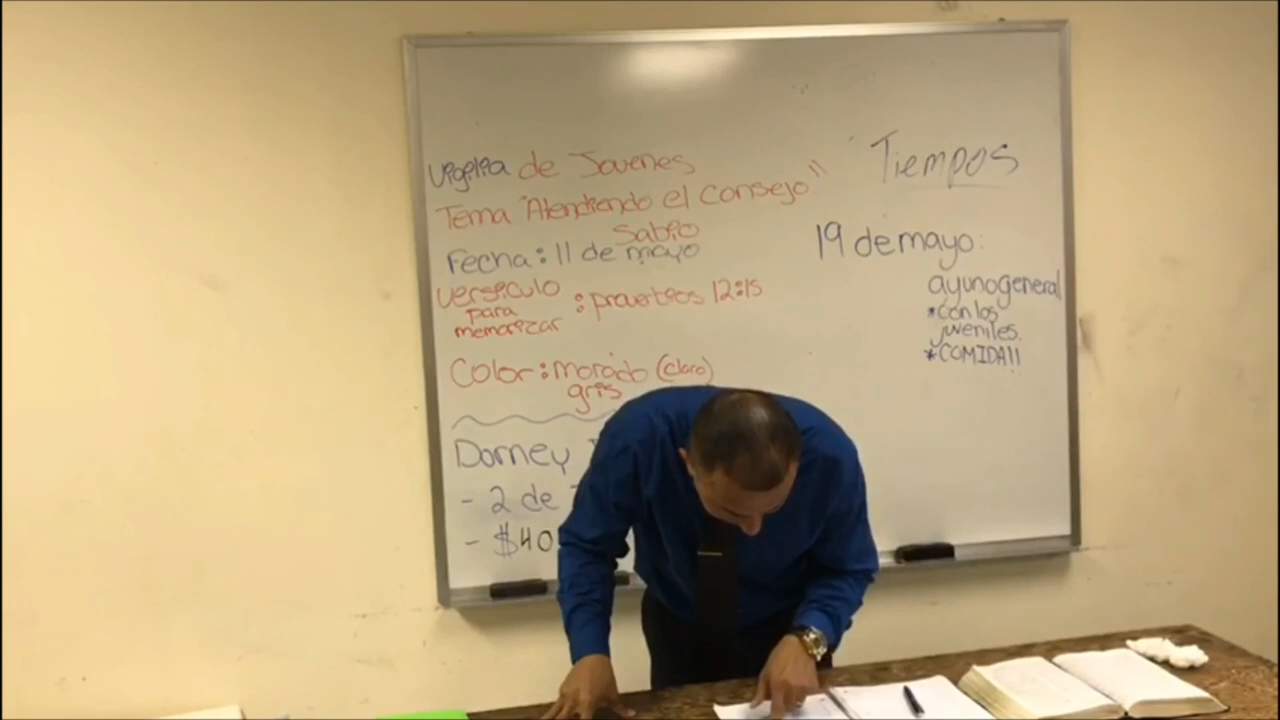 Vigilia de Jovenes
Tema "Atendiendo el Consejo"
Sabio
Fecha: 11 de mayo
versiculo
para
memorizar
: proverbios 12:15
Color: morado (claro)
gris
Dorney
- 2 de
- $40
Tiempos
19 de mayo:
ayuno general
*con los
juveniles.
*COMIDA!!